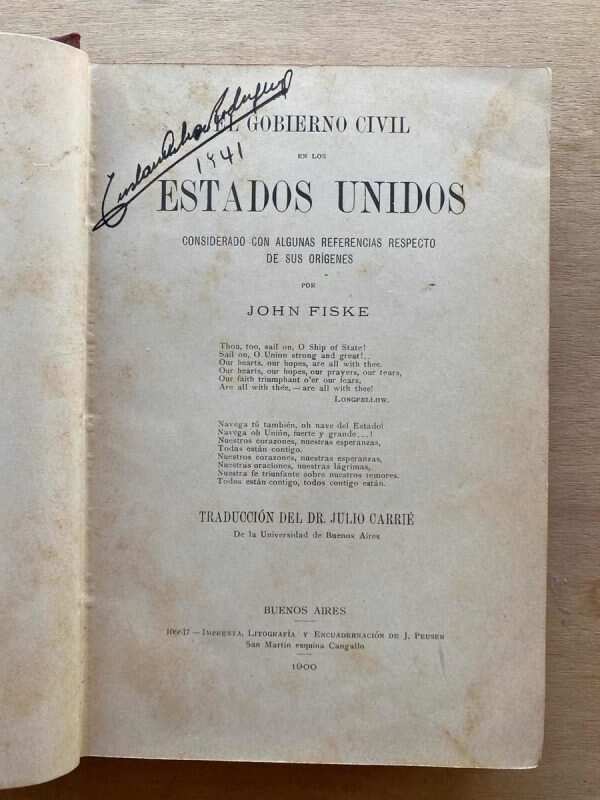 1941
EL GOBIERNO CIVIL
EN LOS
ESTADOS UNIDOS
CONSIDERADO CON ALGUNAS REFERENCIAS RESPECTO
DE SUS ORÍGENES
POR
JOHN FISKE
Thou, too, sail on, O Ship of State!
Sail on, O Union strong and great!..
Our hearts, our hopes, are all with thee.
Our hearts, our hopes, our prayers, our tears,
Our faith triumphant o'er our fears,
Are all with thée, — are all with thee!
LONGFELLOW.
Navega tú también, oh nave del Estado!
Navega oh Unión, fuerte y grande...!
Nuestros corazones, nuestras esperanzas,
Todas están contigo.
Nuestros corazones, nuestras esperanzas,
Nuestras oraciones, nuestras lágrimas,
Nuestra fe triunfante sobre nuestros temores.
Todos están contigo, todos contigo están.
TRADUCCIÓN DEL DR. JULIO CARRIÉ
De la Universidad de Buenos Aires
BUENOS AIRES
— IMPRENTA, LITOGRAFÍA Y ENCUADERNACIÓN DE J. PEUSER
San Martín esquina Cangallo
1900